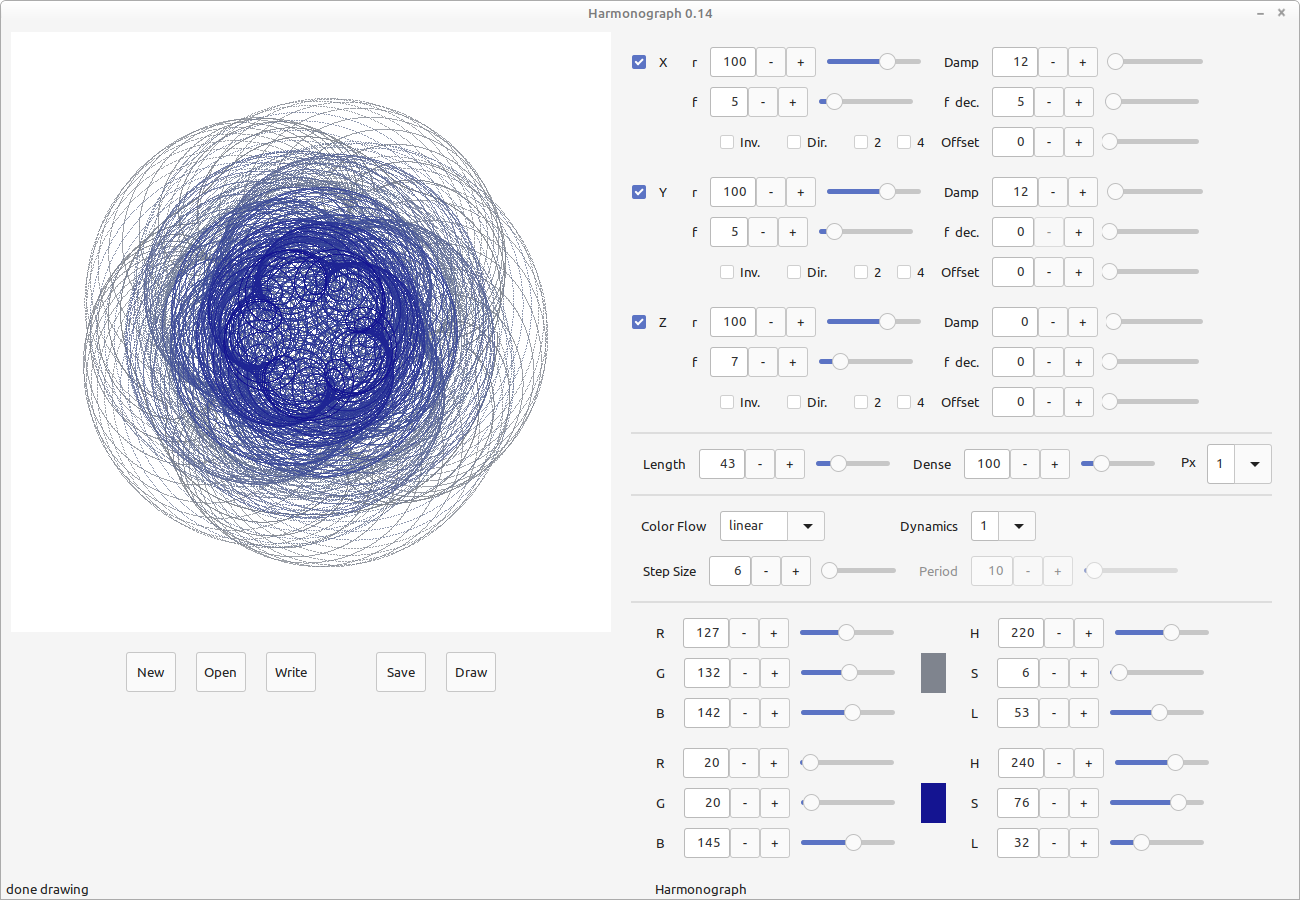 Harmonograph 0.14
X r 100 - + Damp 12 - +
f 5 - + f dec. 5 - +
Inv. Dir. 2 4 Offset 0 - +
Y r 100 - + Damp 12 - +
f 5 - + f dec. 0 - +
Inv. Dir. 2 4 Offset 0 - +
Z r 100 - + Damp 0 - +
f 7 - + f dec. 0 - +
Inv. Dir. 2 4 Offset 0 - +
Length 43 - + Dense 100 - + Px 1
Color Flow linear Dynamics 1
Step Size 6 - + Period 10 - +
R 127 - + H 220 - +
G 132 - + S 6 - +
B 142 - + L 53 - +
R 20 - + H 240 - +
G 20 - + S 76 - +
B 145 - + L 32 - +
New Open Write Save Draw
done drawing Harmonograph